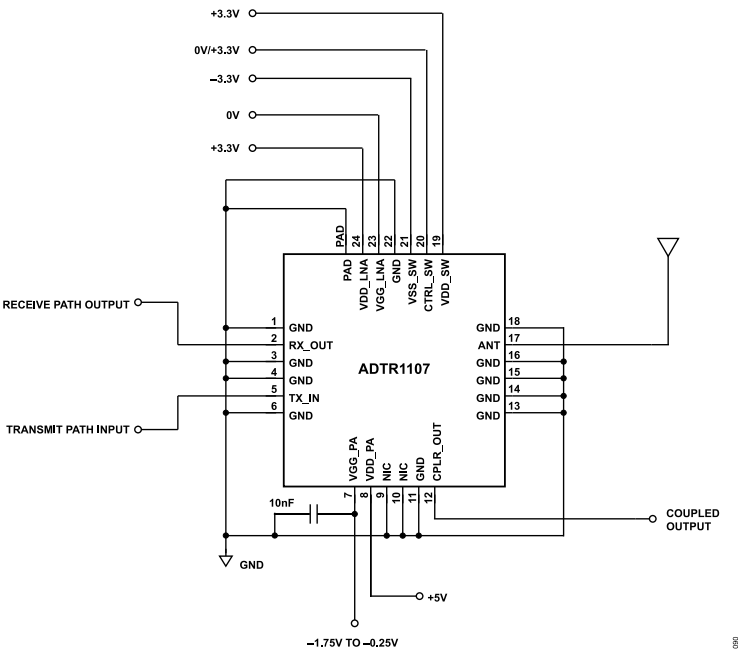 +3.3V
0V/+3.3V
–3.3V
0V
+3.3V
PAD
24
23
22
21
20
19
PAD
VDD_LNA
VGG_LNA
GND
VSS_SW
CTRL_SW
VDD_SW
RECEIVE PATH OUTPUT
TRANSMIT PATH INPUT
1 GND
2 RX_OUT
3 GND
4 GND
5 TX_IN
6 GND
ADTR1107
GND 18
ANT 17
GND 16
GND 15
GND 14
GND 13
VGG_PA
VDD_PA
NIC
NIC
GND
CPLR_OUT
7
8
9
10
11
12
10nF
GND
COUPLED
OUTPUT
+5V
–1.75V TO –0.25V
090